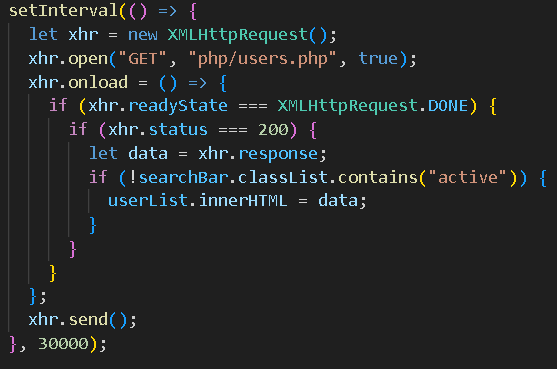 setInterval(() => {
let xhr = new XMLHttpRequest();
xhr.open("GET", "php/users.php", true);
xhr.onload = () => {
if (xhr.readyState === XMLHttpRequest.DONE) {
if (xhr.status === 200) {
let data = xhr.response;
if (!searchBar.classList.contains("active")) {
userList.innerHTML = data;
}
}
}
};
xhr.send();
}, 30000);